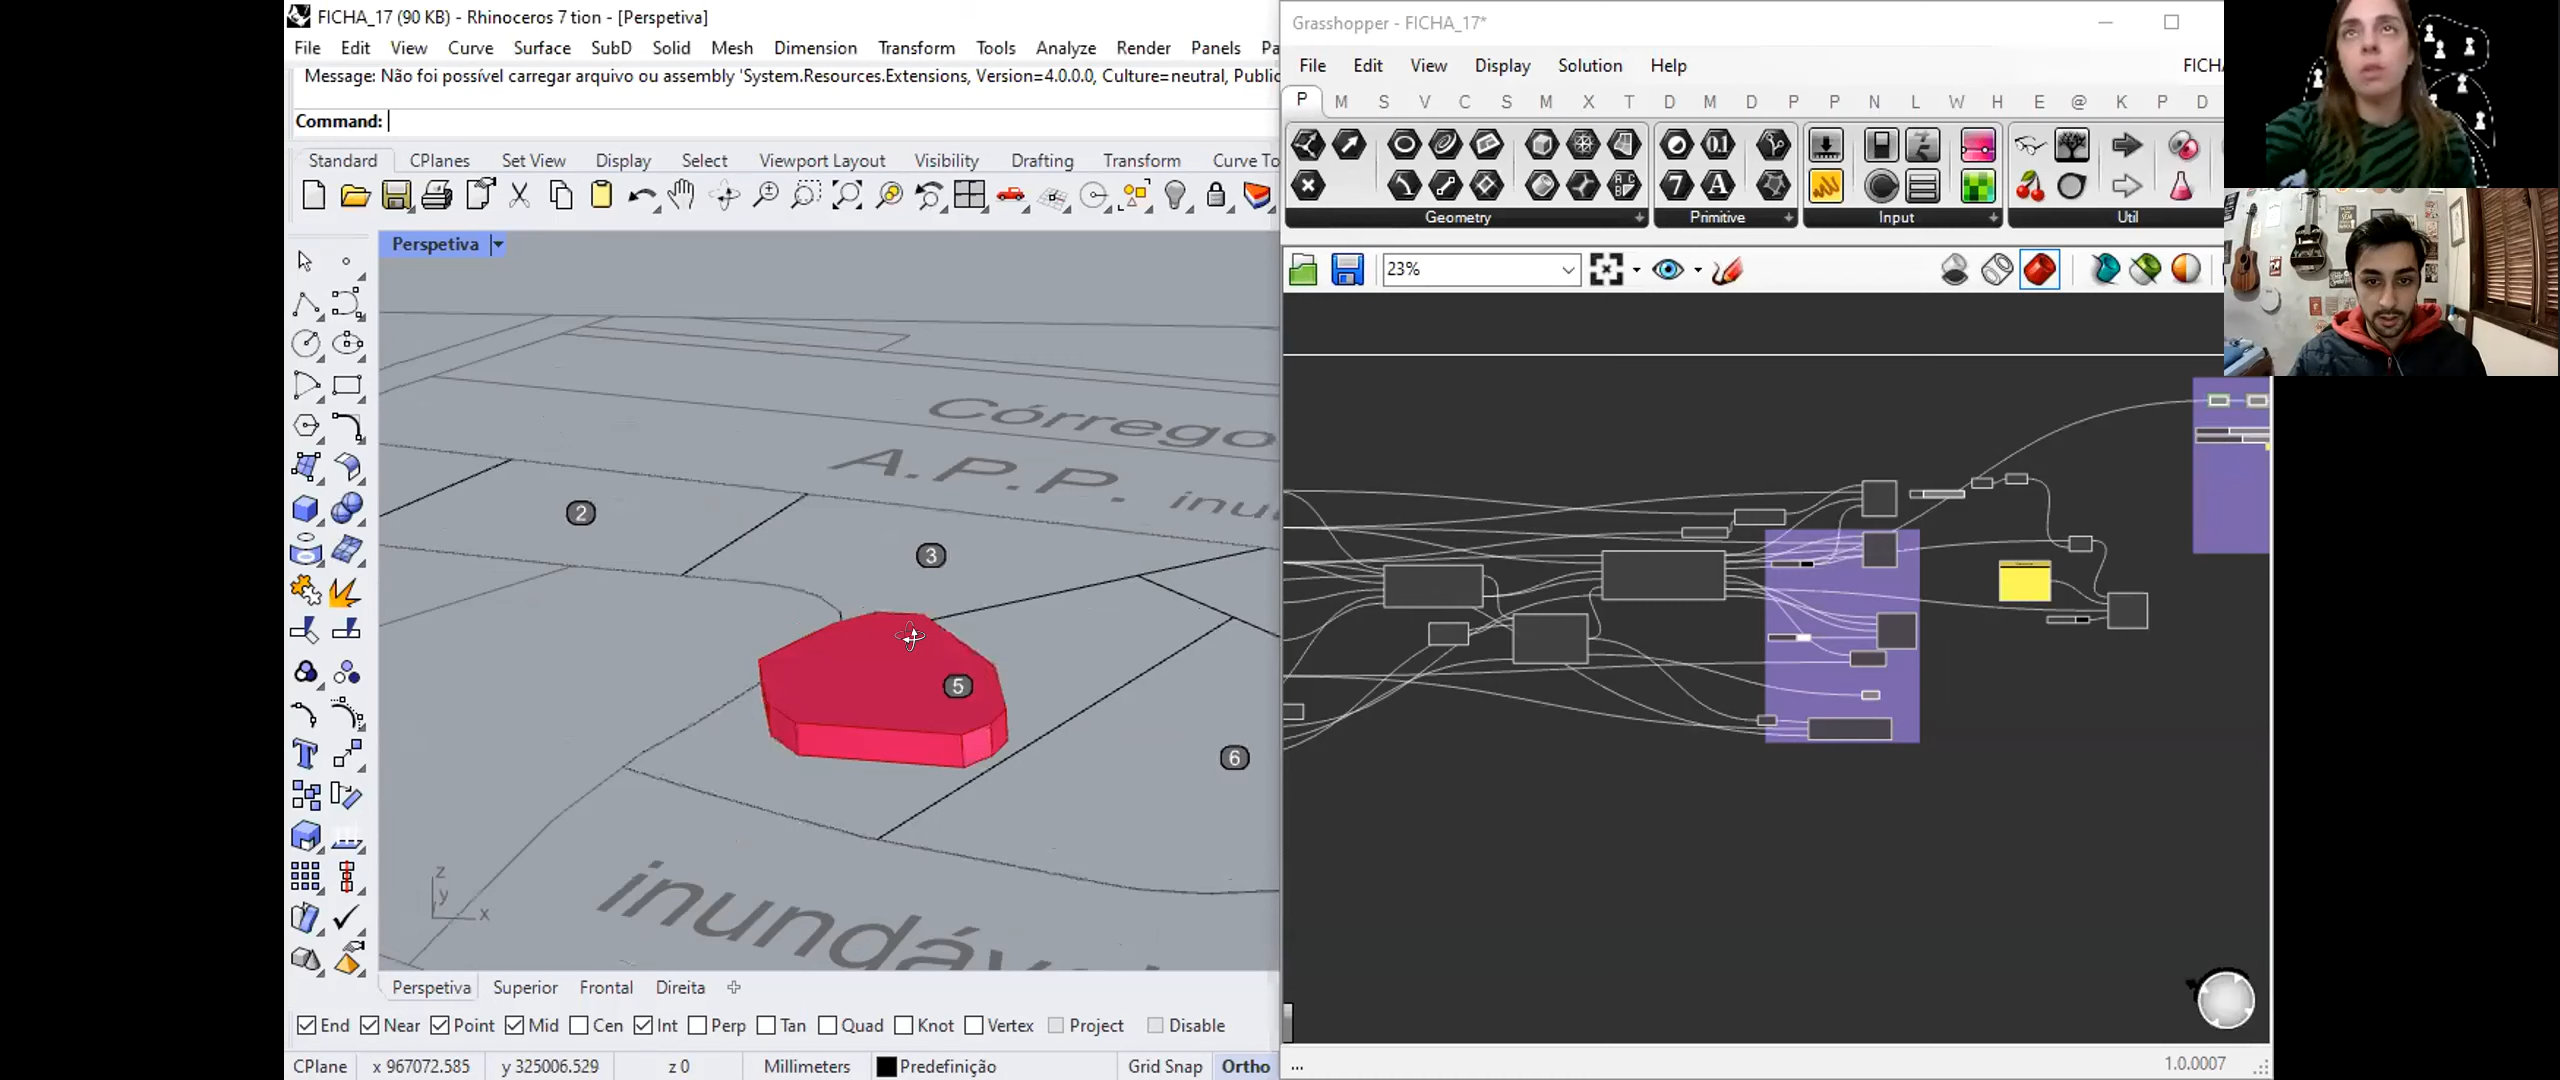 FICHA_17 (90 KB) - Rhinoceros 7 tion - [Perspetiva]
File Edit View Curve Surface SubD Solid Mesh Dimension Transform Tools Analyze Render Panels Pa
Message: Não foi possível carregar arquivo ou assembly 'System.Resources.Extensions, Version=4.0.0.0, Culture=neutral, Public
Command:
Standard CPlanes Set View Display Select Viewport Layout Visibility Drafting Transform Curve To
Perspetiva
Córrego
A.P.P. inu
2
3
5
6
inundáv
z
y
x
Perspetiva Superior Frontal Direita
End Near Point Mid Cen Int Perp Tan Quad Knot Vertex Project Disable
CPlane x 967072.585 y 325006.529 z 0 Millimeters Predefinição Grid Snap Ortho
Grasshopper - FICHA_17*
File Edit View Display Solution Help FICH
P M S V C S M X T D M D P P N L W H E @ K P D
Geometry Primitive Input Util
23%
... 1.0.0007